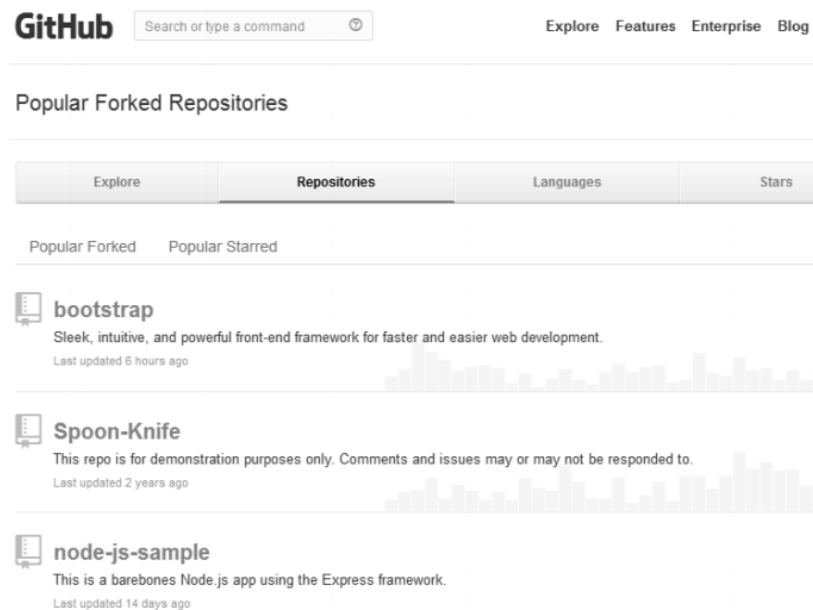 GitHub Search or type a command Explore Features Enterprise Blog
Popular Forked Repositories
Explore Repositories Languages Stars
Popular Forked Popular Starred
bootstrap
Sleek, intuitive, and powerful front-end framework for faster and easier web development.
Last updated 6 hours ago
Spoon-Knife
This repo is for demonstration purposes only. Comments and issues may or may not be responded to.
Last updated 2 years ago
node-js-sample
This is a barebones Node.js app using the Express framework.
Last updated 14 days ago